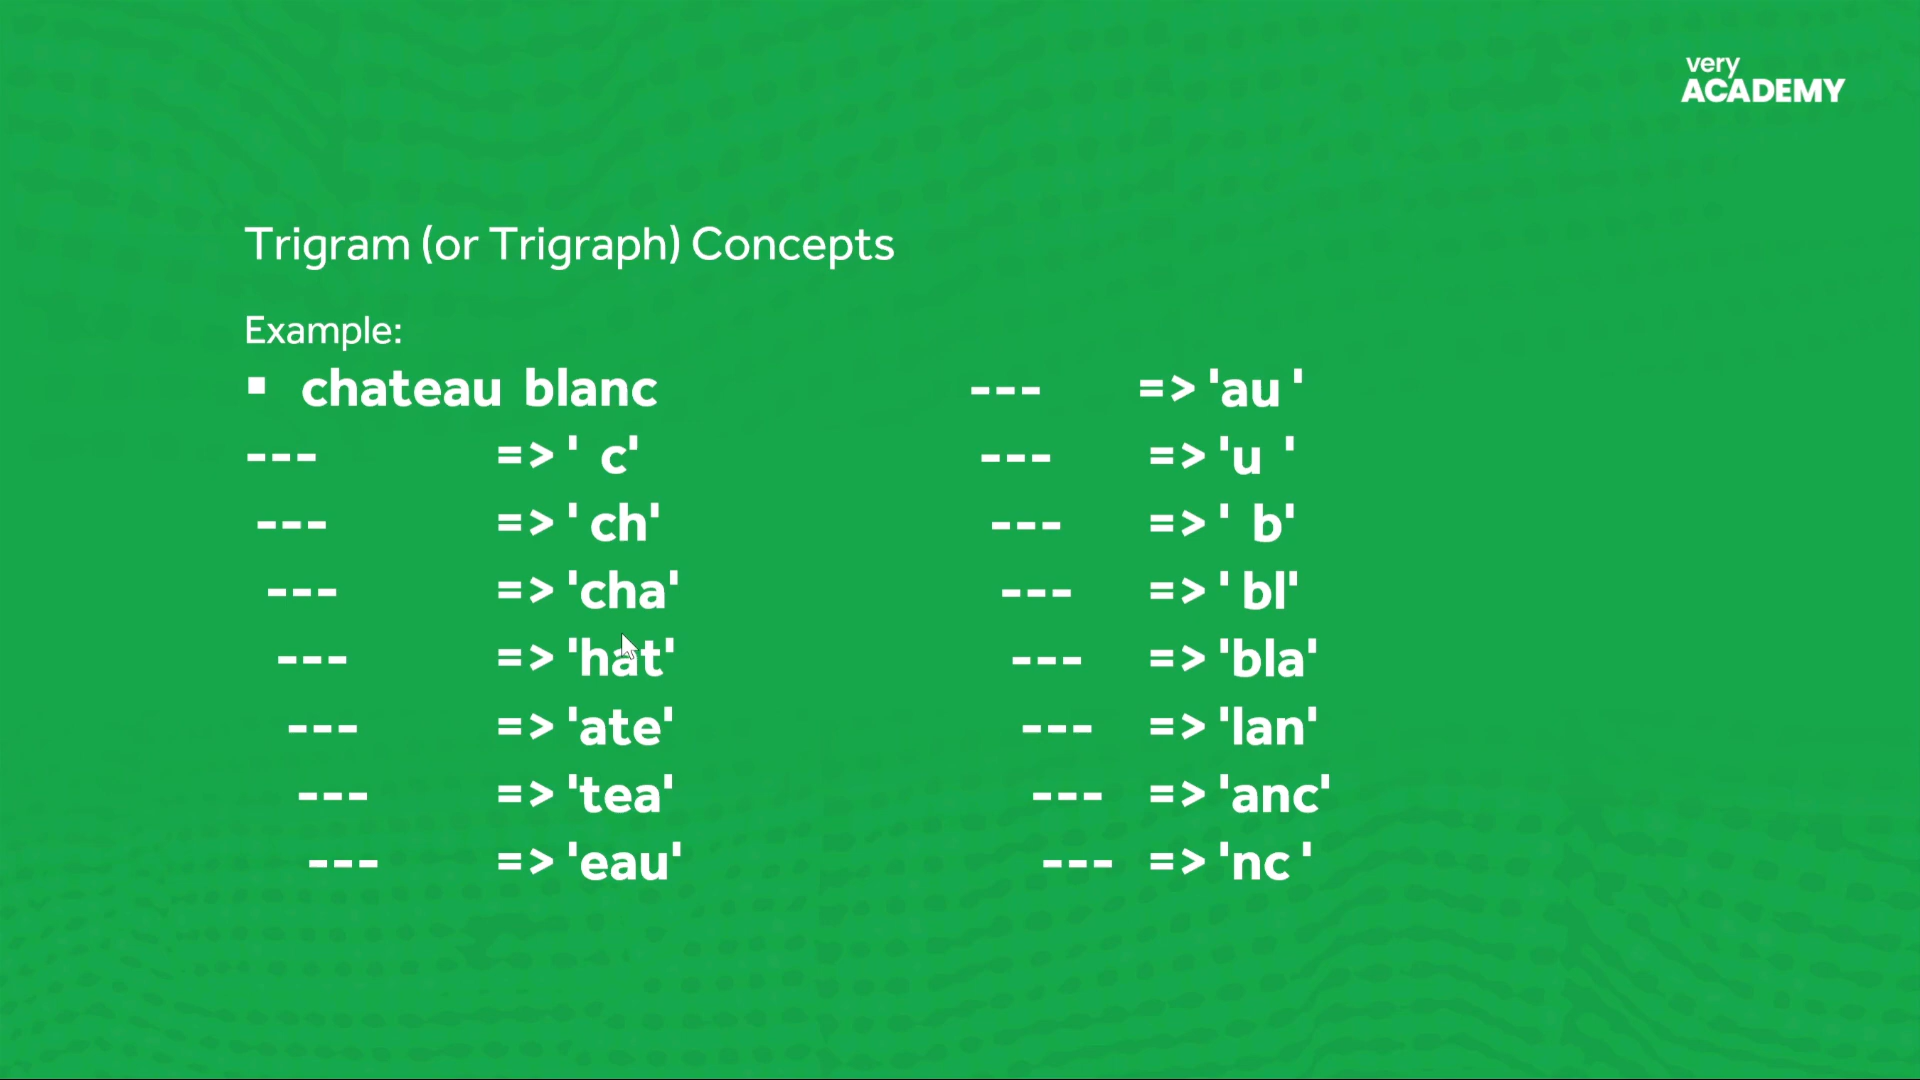 very
ACADEMY
Trigram (or Trigraph) Concepts
Example:
▪ chateau  blanc
--- => '  c'
--- => ' ch'
--- => 'cha'
--- => 'hat'
--- => 'ate'
--- => 'tea'
--- => 'eau'
--- => 'au '
--- => 'u  '
--- => '  b'
--- => ' bl'
--- => 'bla'
--- => 'lan'
--- => 'anc'
--- => 'nc '